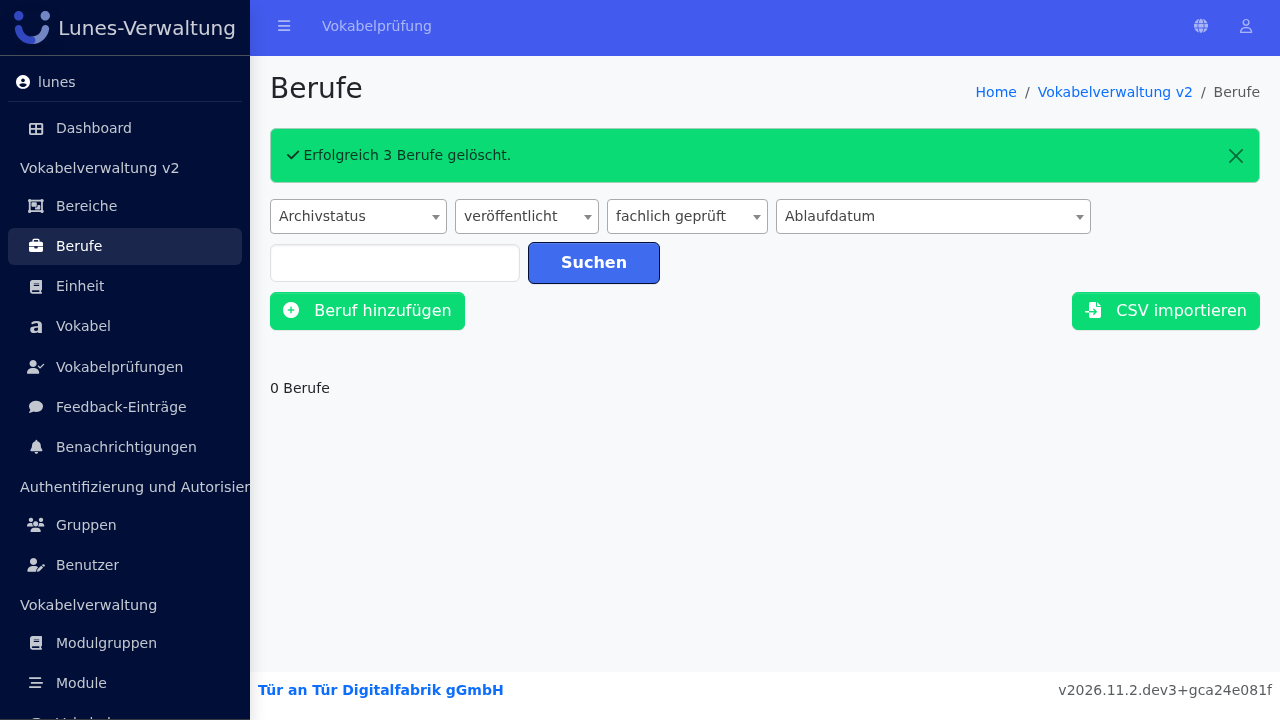 Lunes-Verwaltung
Vokabelprüfung
lunes
Dashboard
Vokabelverwaltung v2
Bereiche
Berufe
Einheit
Vokabel
Vokabelprüfungen
Feedback-Einträge
Benachrichtigungen
Authentifizierung und Autorisier
Gruppen
Benutzer
Vokabelverwaltung
Modulgruppen
Module
Berufe
Home / Vokabelverwaltung v2 / Berufe
Erfolgreich 3 Berufe gelöscht.
Archivstatus veröffentlicht fachlich geprüft Ablaufdatum
Suchen
Beruf hinzufügen CSV importieren
0 Berufe
Tür an Tür Digitalfabrik gGmbH v2026.11.2.dev3+gca24e081f